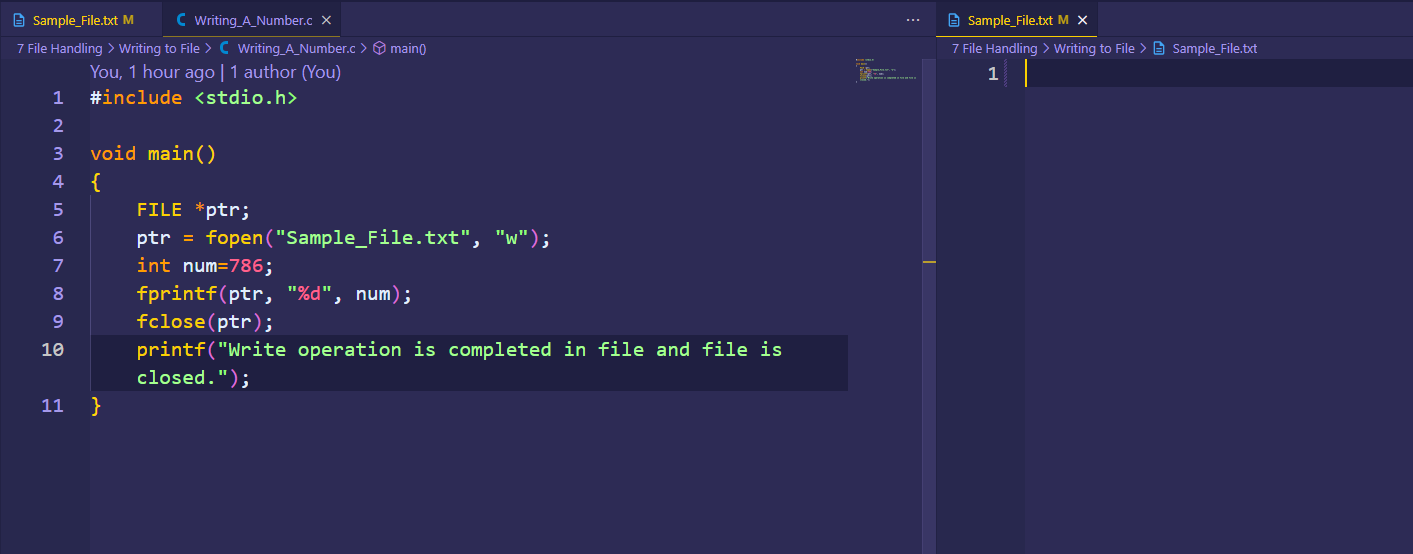 Sample_File.txt M
Writing_A_Number.c
Sample_File.txt M
7 File Handling > Writing to File > Writing_A_Number.c > main()
7 File Handling > Writing to File > Sample_File.txt
You, 1 hour ago | 1 author (You)
1 #include <stdio.h>
2
3 void main()
4 {
5     FILE *ptr;
6     ptr = fopen("Sample_File.txt", "w");
7     int num=786;
8     fprintf(ptr, "%d", num);
9     fclose(ptr);
10     printf("Write operation is completed in file and file is
closed.");
11 }
1